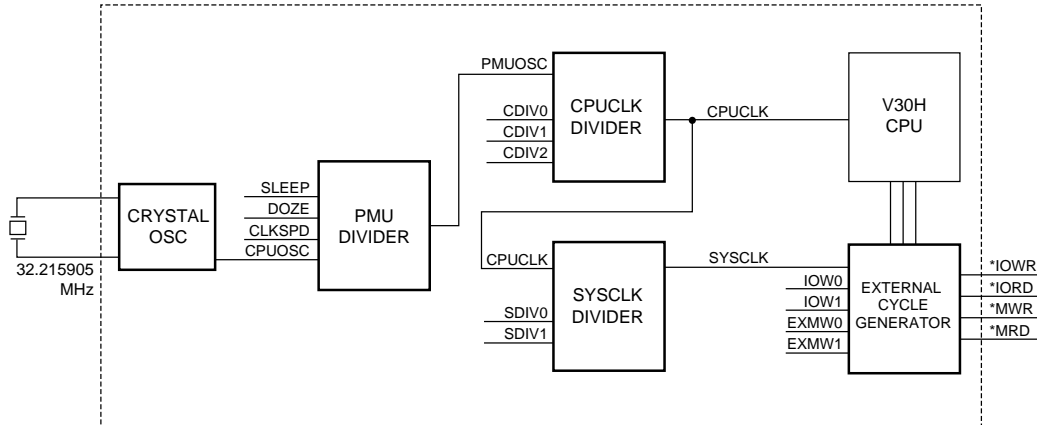 32.215905
MHz
CRYSTAL
OSC
SLEEP
DOZE
CLKSPD
CPUOSC
PMU
DIVIDER
PMUOSC
CDIV0
CDIV1
CDIV2
CPUCLK
DIVIDER
CPUCLK
V30H
CPU
CPUCLK
SDIV0
SDIV1
SYSCLK
DIVIDER
SYSCLK
IOW0
IOW1
EXMW0
EXMW1
EXTERNAL
CYCLE
GENERATOR
*IOWR
*IORD
*MWR
*MRD